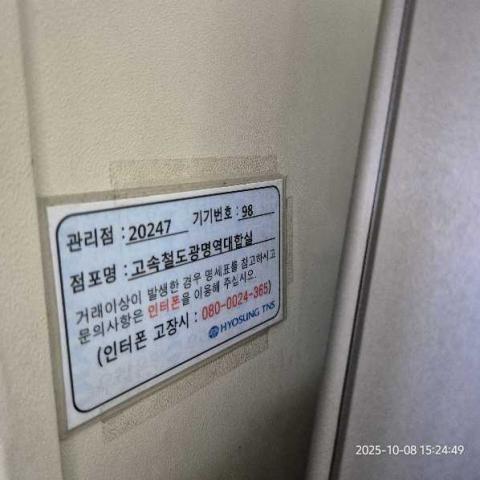 관리점 : 20247 기기번호 : 98
점포명 : 고속철도광명역대합실
거래이상이 발생한 경우 명세표를 참고하시고
문의사항은 인터폰을 이용해 주십시오.
(인터폰 고장시 : 080-0024-365)
HYOSUNG TNS
2025-10-08 15:24:49